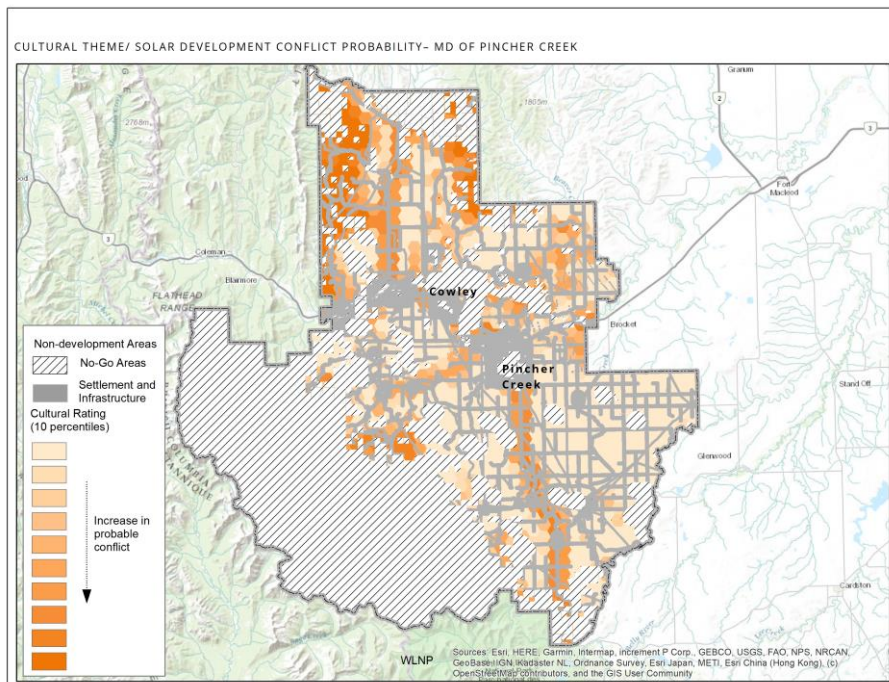 CULTURAL THEME/ SOLAR DEVELOPMENT CONFLICT PROBABILITY– MD OF PINCHER CREEK
Granum
1805m
2
3
2768m
Fort
Macleod
3
Coleman
Blairmore
FLATHEAD
RANGE
Cowley
Brocket
Pincher
Creek
Stand Off
Glenwood
Cardston
WLNP
Non-development Areas
No-Go Areas
Settlement and
Infrastructure
Cultural Rating
(10 percentiles)
Increase in
probable
conflict
Sources: Esri, HERE, Garmin, Intermap, increment P Corp., GEBCO, USGS, FAO, NPS, NRCAN,
GeoBase, IGN, Kadaster NL, Ordnance Survey, Esri Japan, METI, Esri China (Hong Kong), (c)
OpenStreetMap contributors, and the GIS User Community